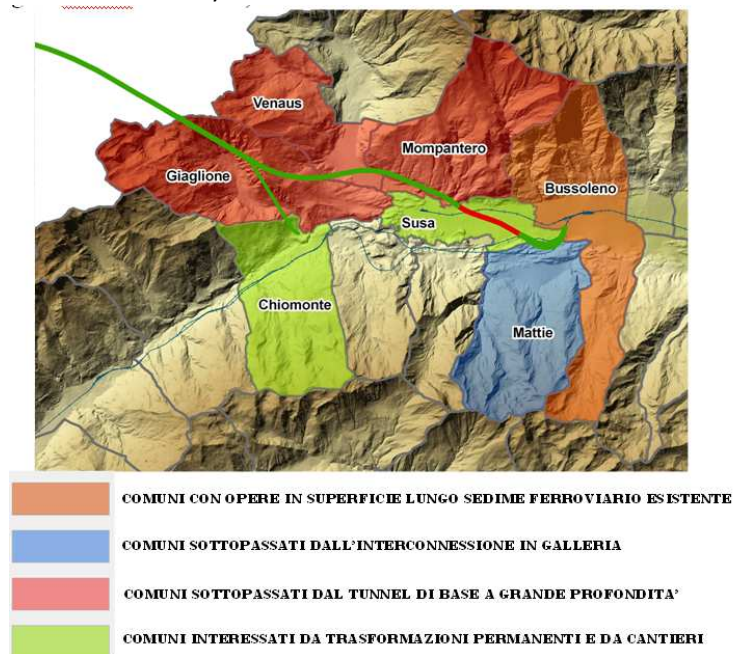 Venaus
Mompantero
Giaglione
Bussoleno
Susa
Chiomonte
Mattie
COMUNI CON OPERE IN SUPERFICIE LUNGO SEDIME FERROVIARIO ESISTENTE
COMUNI SOTTOPASSATI DALL'INTERCONNESSIONE IN GALLERIA
COMUNI SOTTOPASSATI DAL TUNNEL DI BASE A GRANDE PROFONDITA'
COMUNI INTERESSATI DA TRASFORMAZIONI PERMANENTI E DA CANTIERI